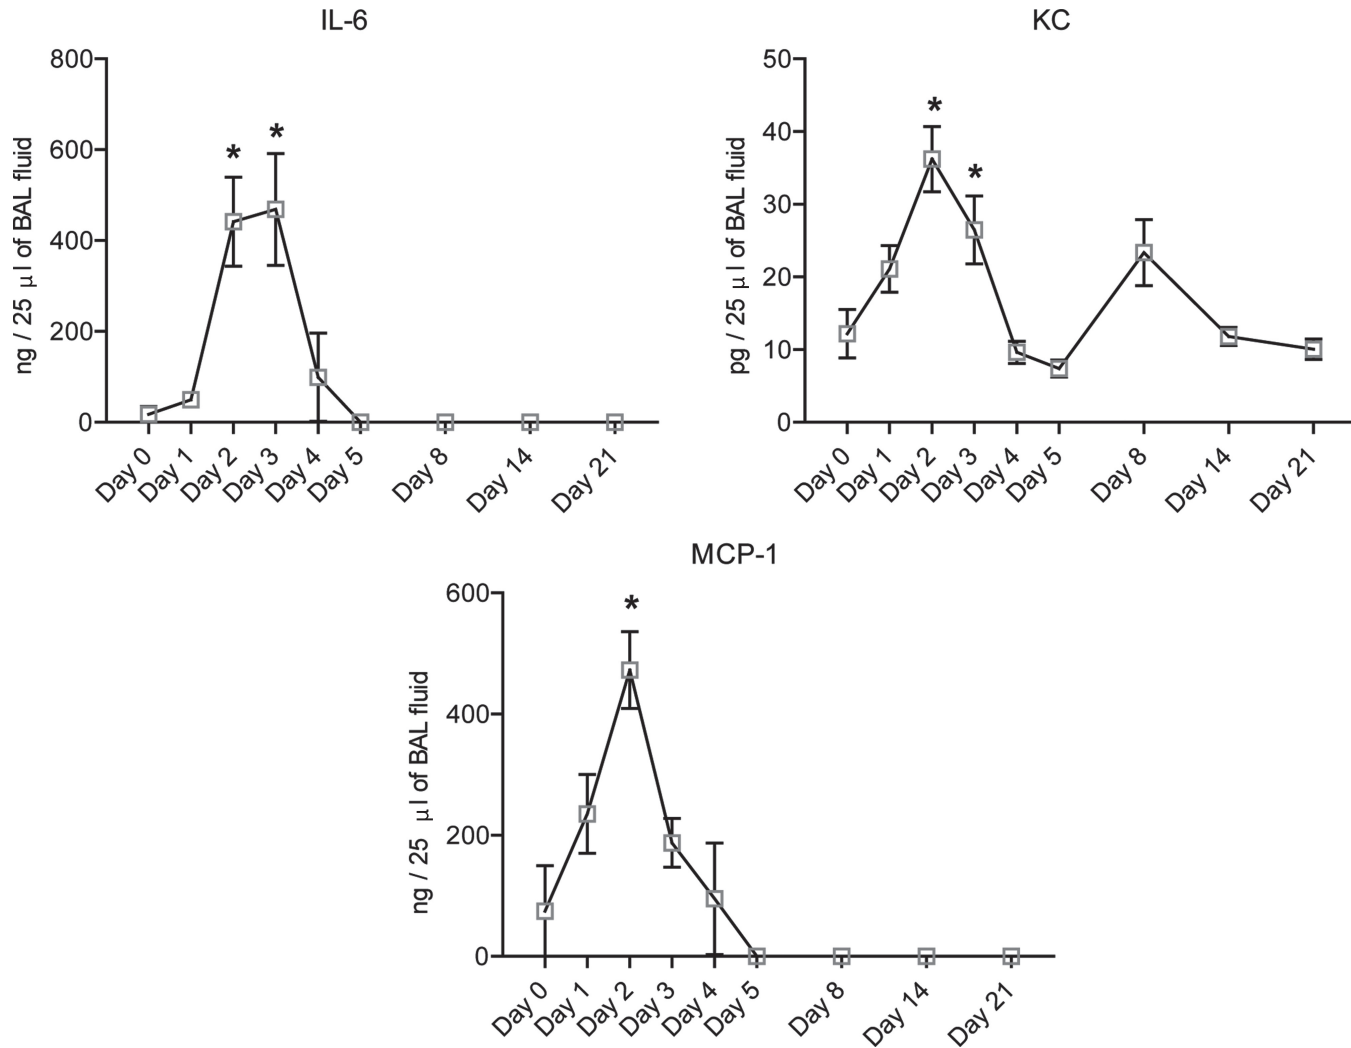 IL-6
800
600
400
200
0
ng / 25 μl of BAL fluid
* *
Day 0 Day 1 Day 2 Day 3 Day 4 Day 5 Day 8 Day 14 Day 21
KC
50
40
30
20
10
0
pg / 25 μl of BAL fluid
* *
Day 0 Day 1 Day 2 Day 3 Day 4 Day 5 Day 8 Day 14 Day 21
MCP-1
600
400
200
0
ng / 25 μl of BAL fluid
*
Day 0 Day 1 Day 2 Day 3 Day 4 Day 5 Day 8 Day 14 Day 21